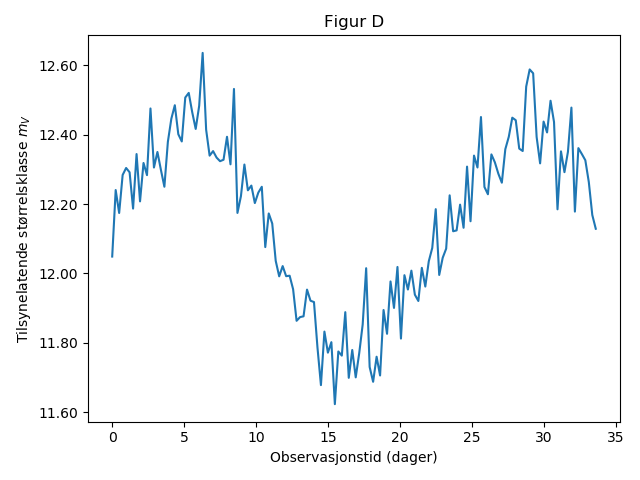 Figur D
Tilsynelatende størrelsklasse $m_V$
12.60
12.40
12.20
12.00
11.80
11.60
0 5 10 15 20 25 30 35
Observasjonstid (dager)